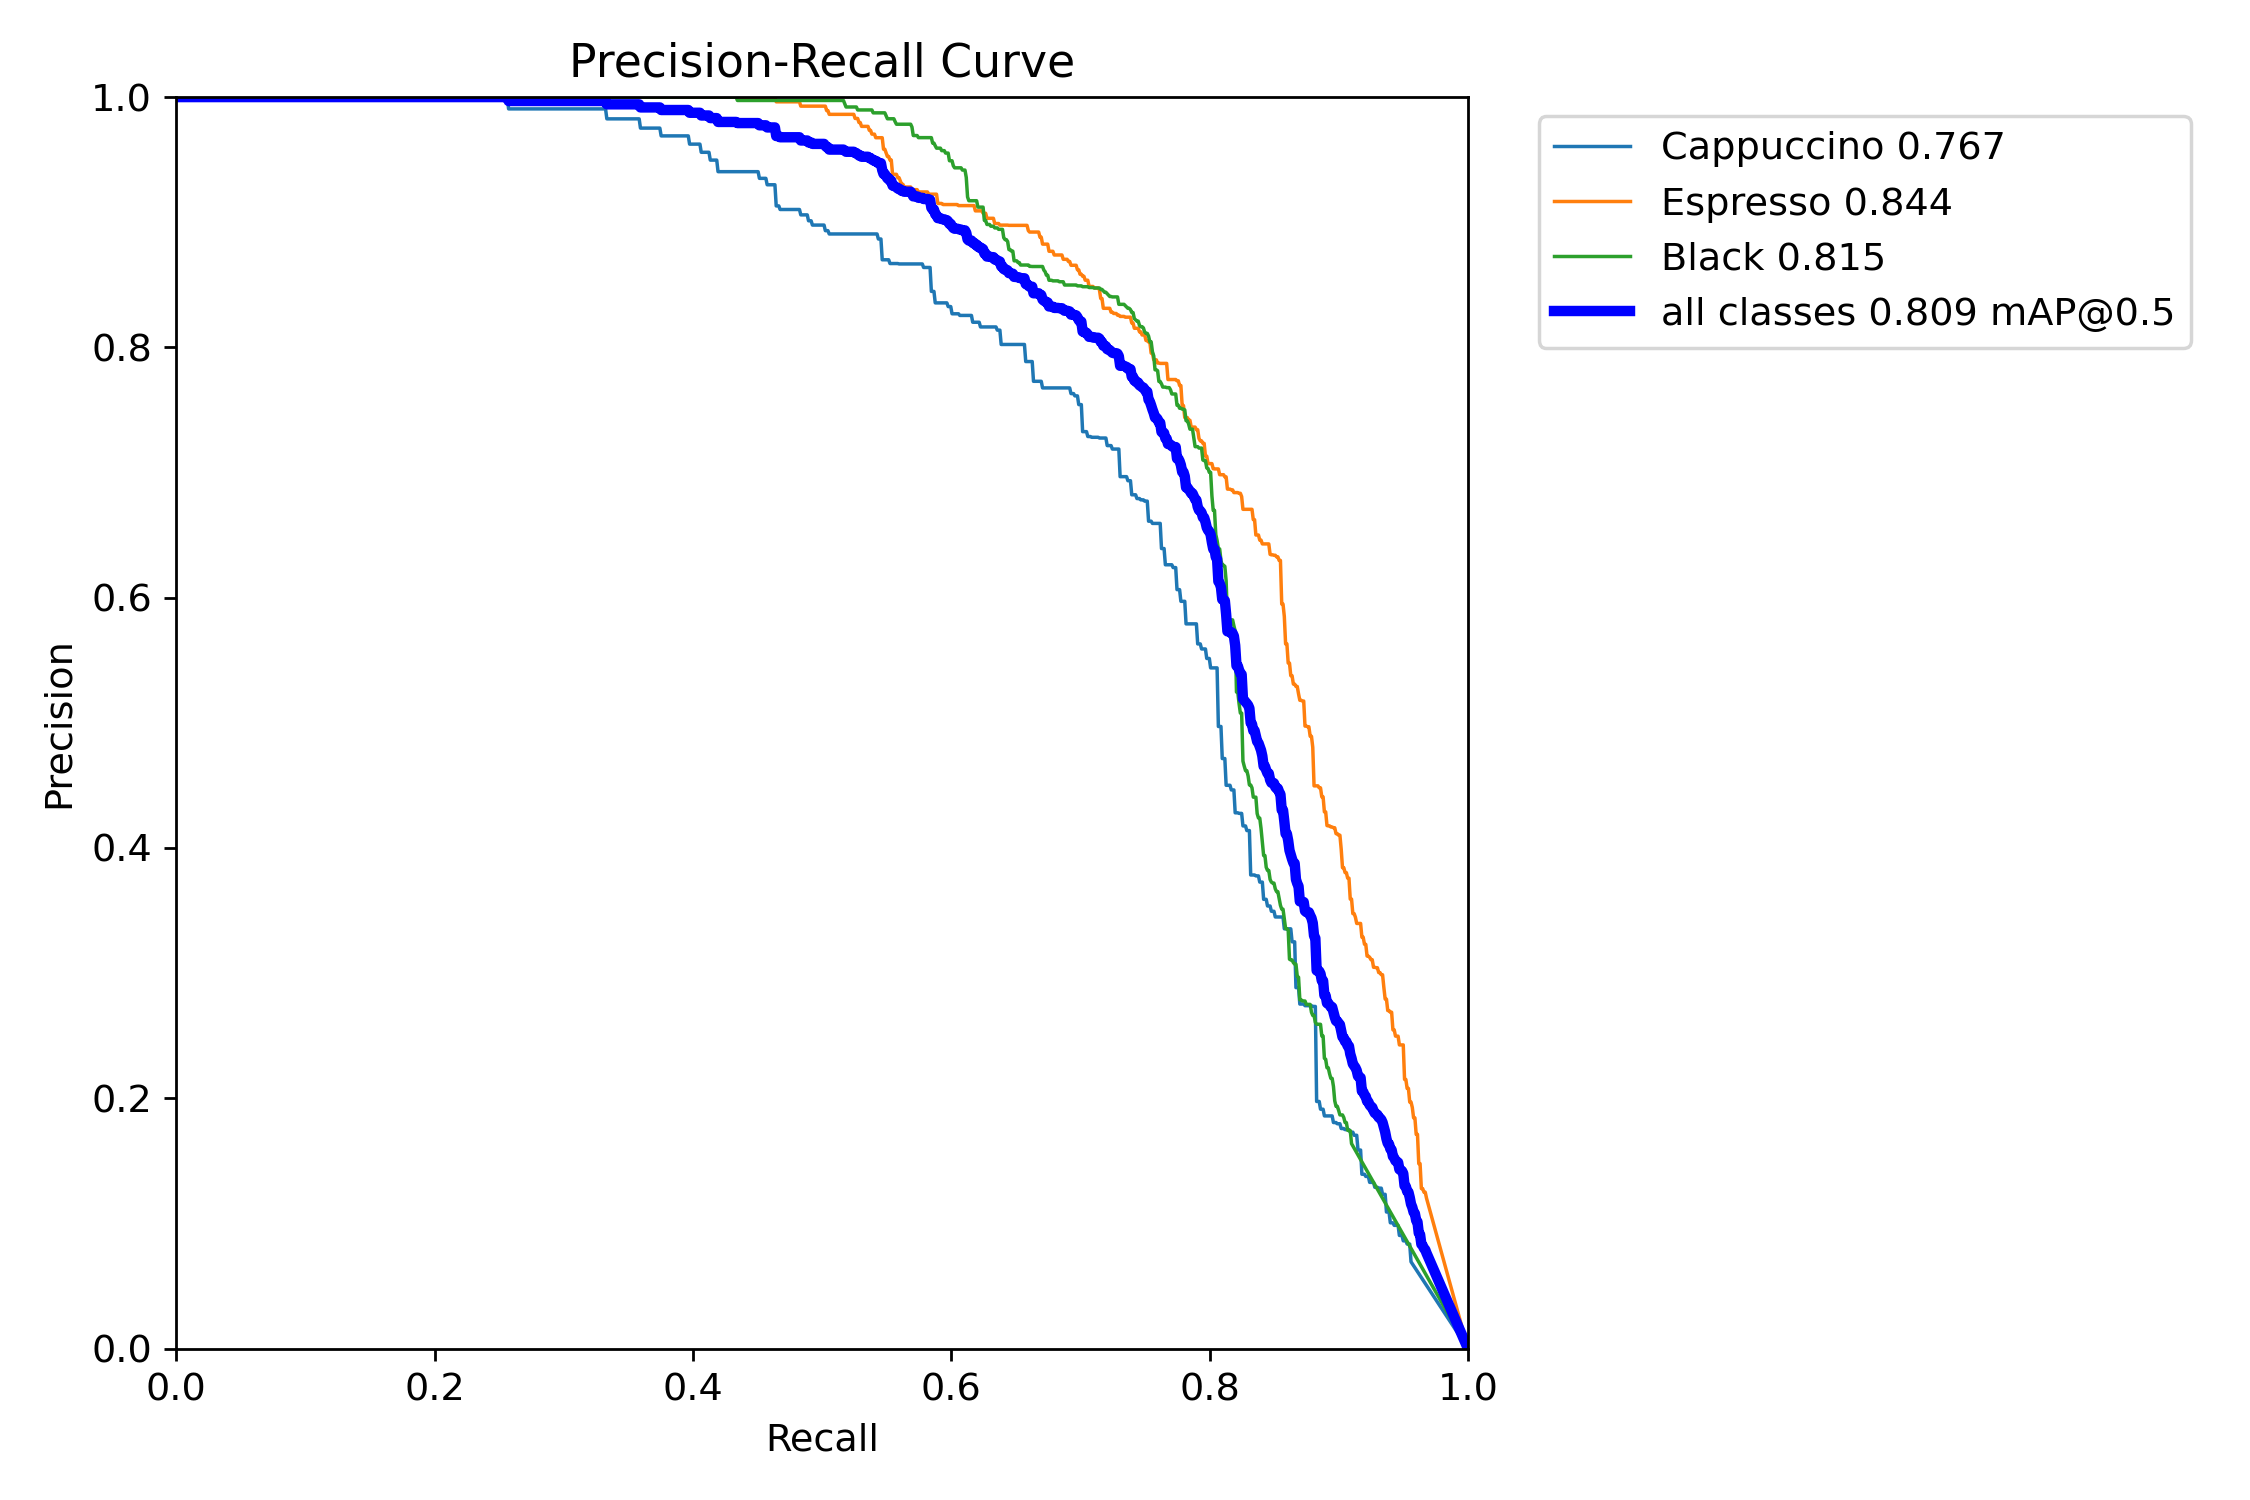 Precision-Recall Curve
1.0
0.8
0.6
0.4
0.2
0.0
Precision
0.0 0.2 0.4 0.6 0.8 1.0
Recall
Cappuccino 0.767
Espresso 0.844
Black 0.815
all classes 0.809 mAP@0.5